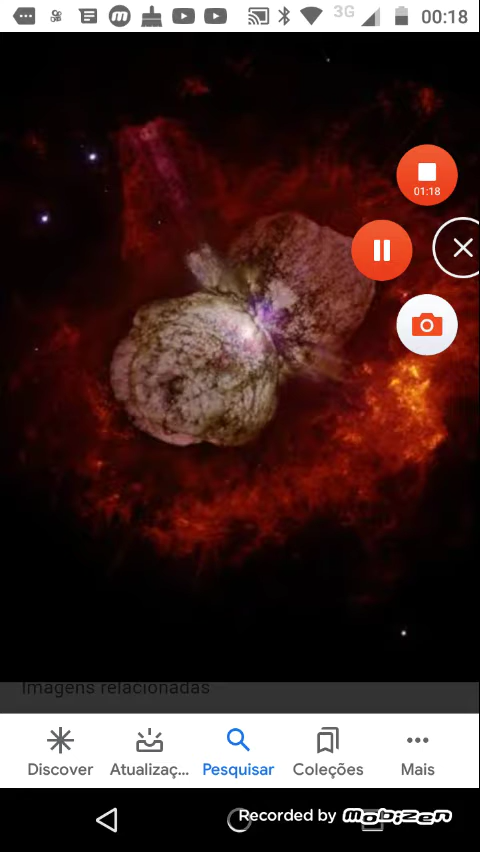 3G 00:18
01:18
Imagens relacionadas
Discover Atualizaç... Pesquisar Coleções Mais
Recorded by Mobizen